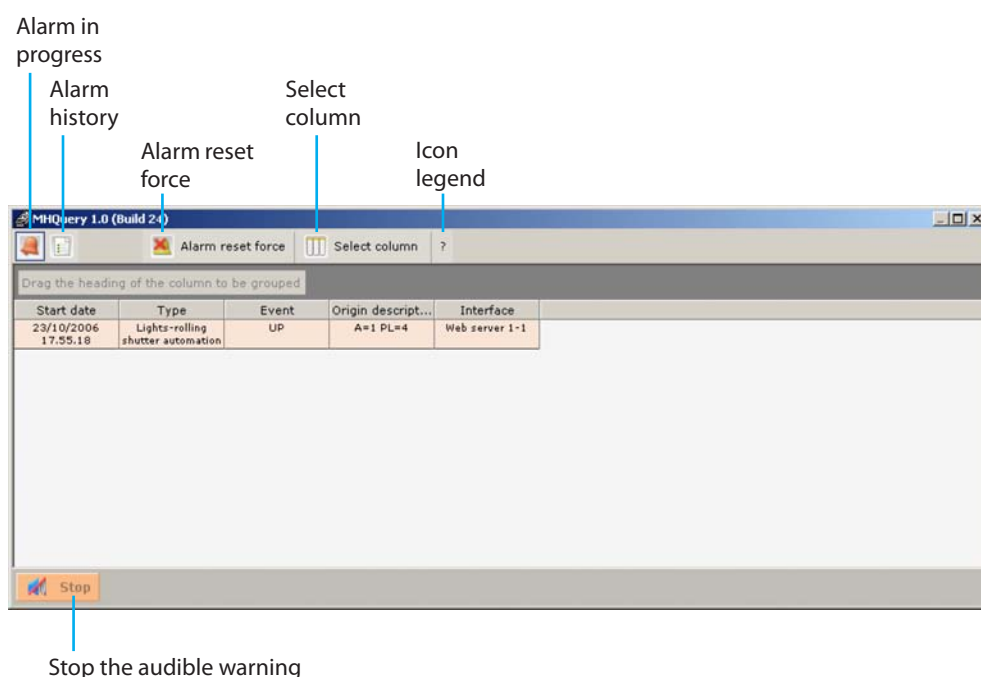 Alarm in
progress
Alarm
history
Select
column
Alarm reset
force
Icon
legend
MHQuery 1.0 (Build 24)
Alarm reset force
Select column
?
Drag the heading of the column to be grouped
Start date Type Event Origin descript... Interface
23/10/2006 Lights-rolling UP A=1 PL=4 Web server 1-1
17.55.18 shutter automation
Stop
Stop the audible warning